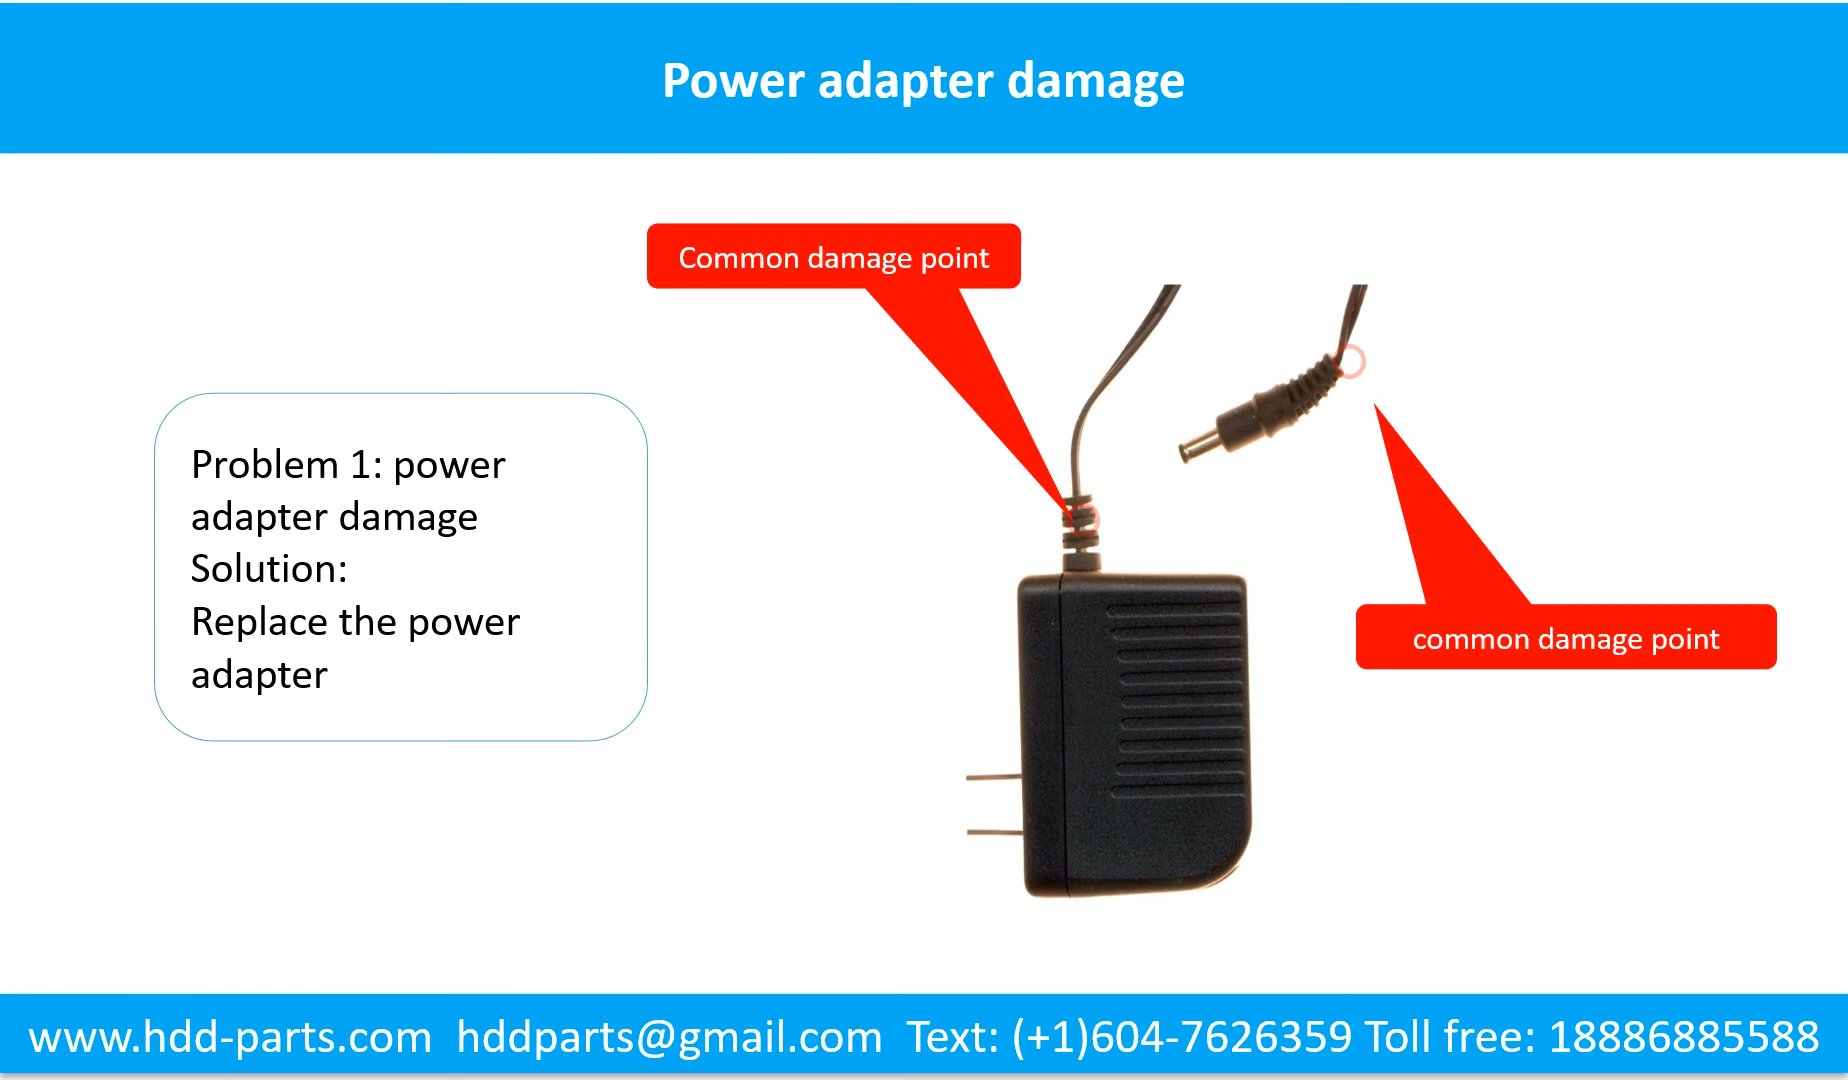 Power adapter damage
Common damage point
Problem 1: power
adapter damage
Solution:
Replace the power
adapter
common damage point
www.hdd-parts.com  hddparts@gmail.com  Text: (+1)604-7626359 Toll free: 18886885588